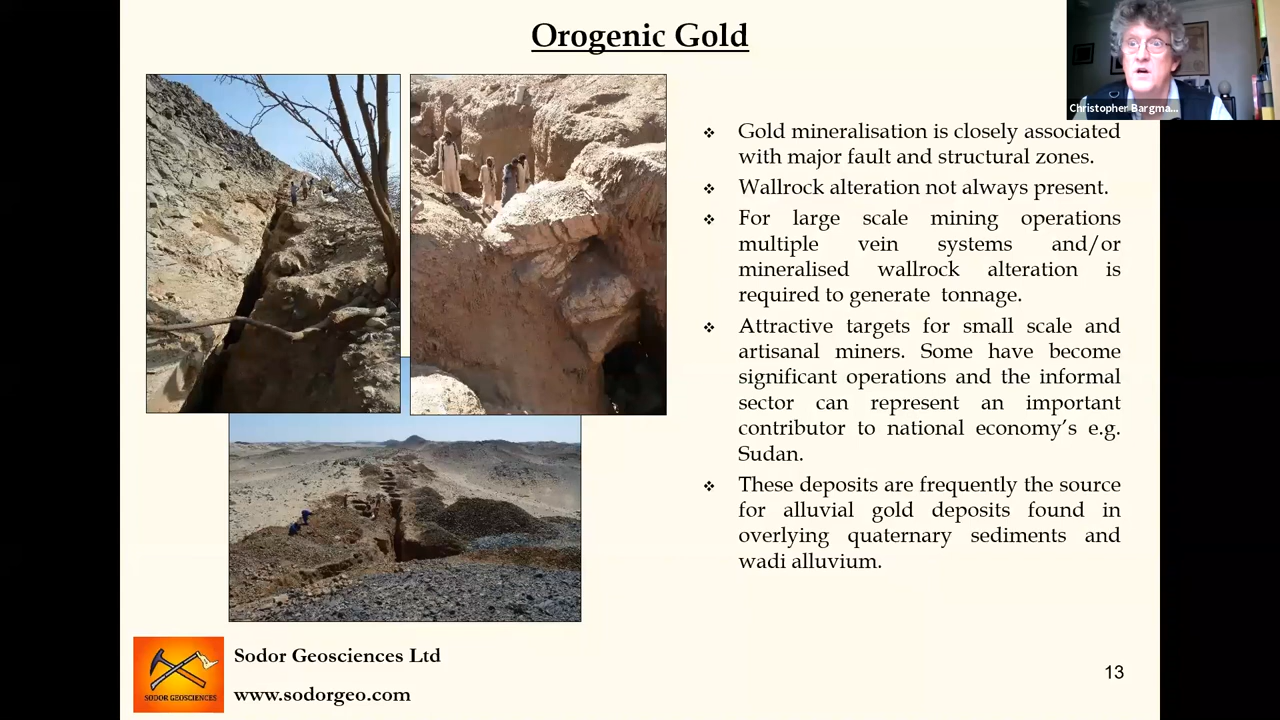 Orogenic Gold
Christopher Bargma...
❖ Gold mineralisation is closely associated
with major fault and structural zones.
❖ Wallrock alteration not always present.
❖ For large scale mining operations
multiple vein systems and/or
mineralised wallrock alteration is
required to generate tonnage.
❖ Attractive targets for small scale and
artisanal miners. Some have become
significant operations and the informal
sector can represent an important
contributor to national economy's e.g.
Sudan.
❖ These deposits are frequently the source
for alluvial gold deposits found in
overlying quaternary sediments and
wadi alluvium.
SODOR GEOSCIENCES
Sodor Geosciences Ltd
www.sodorgeo.com
13